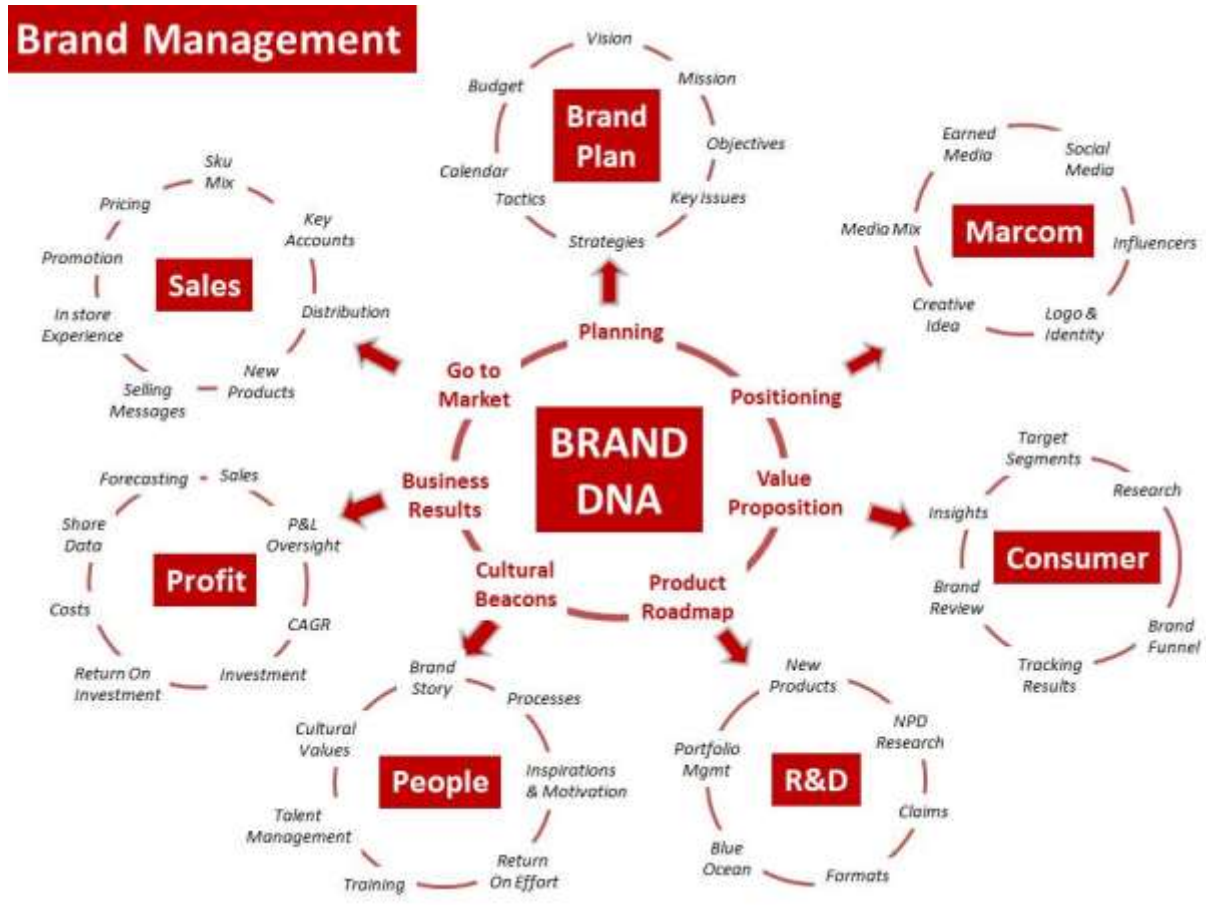 Brand Management
Vision
Mission
Objectives
Key Issues
Strategies
Tactics
Calendar
Budget
Brand
Plan
Earned
Media
Social
Media
Influencers
Logo &
Identity
Creative
Idea
Media Mix
Marcom
Sku
Mix
Key
Accounts
Distribution
New
Products
Selling
Messages
In store
Experience
Promotion
Pricing
Sales
Planning
Positioning
Value
Proposition
Product
Roadmap
Cultural
Beacons
Business
Results
Go to
Market
BRAND
DNA
Target
Segments
Research
Brand
Funnel
Tracking
Results
Brand
Review
Insights
Consumer
Forecasting
Sales
P&L
Oversight
CAGR
Investment
Return On
Investment
Costs
Share
Data
Profit
Brand
Story
Processes
Inspirations
& Motivation
Return
On Effort
Training
Talent
Management
Cultural
Values
People
New
Products
NPD
Research
Claims
Formats
Blue
Ocean
Portfolio
Mgmt
R&D